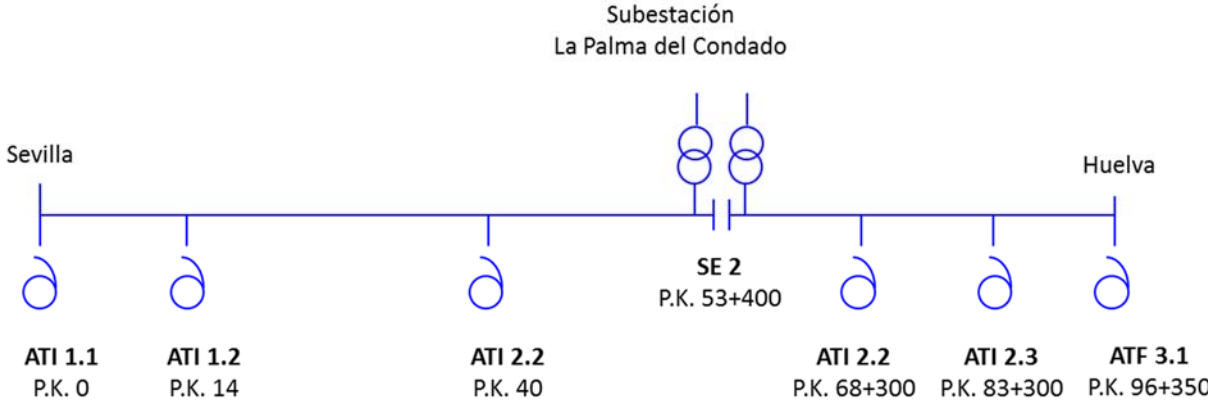 Subestación
La Palma del Condado
Sevilla
Huelva
SE 2
P.K. 53+400
ATI 1.1
P.K. 0
ATI 1.2
P.K. 14
ATI 2.2
P.K. 40
ATI 2.2
P.K. 68+300
ATI 2.3
P.K. 83+300
ATF 3.1
P.K. 96+350